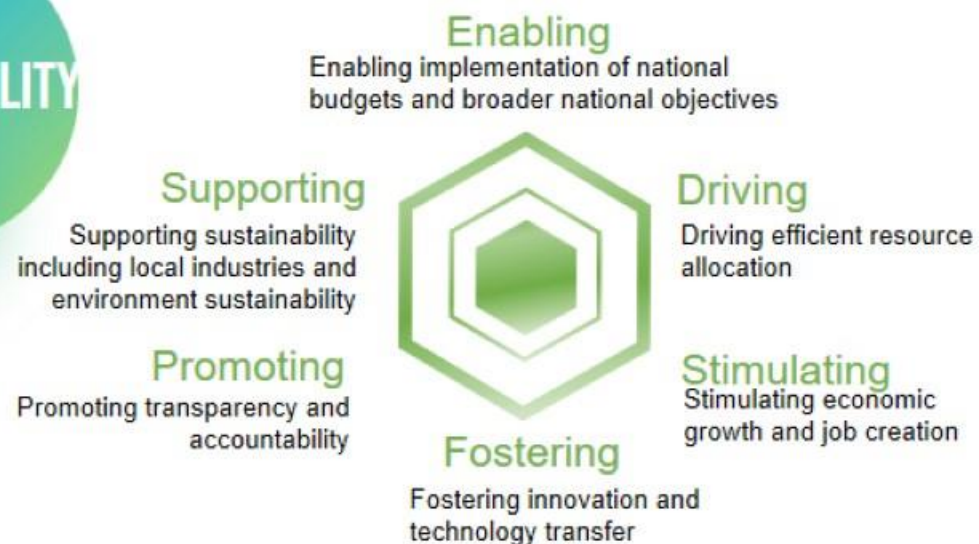 LITY
Enabling
Enabling implementation of national
budgets and broader national objectives
Supporting
Supporting sustainability
including local industries and
environment sustainability
Driving
Driving efficient resource
allocation
Promoting
Promoting transparency and
accountability
Stimulating
Stimulating economic
growth and job creation
Fostering
Fostering innovation and
technology transfer